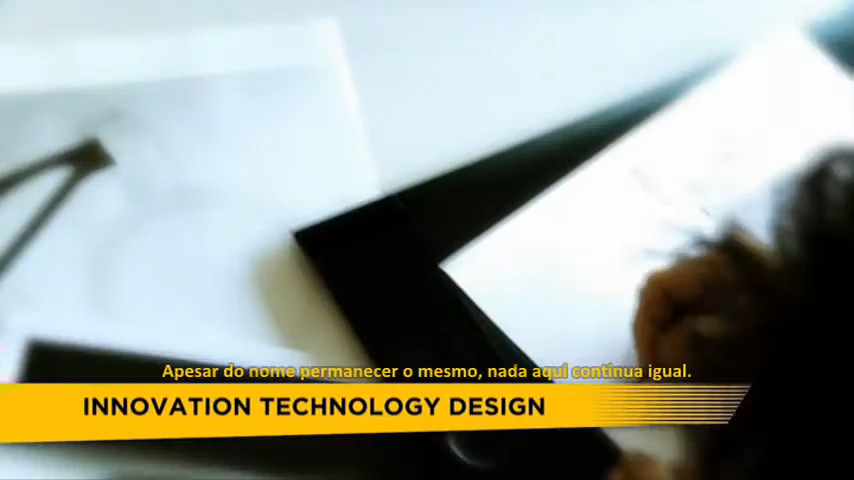 Apesar do nome permanecer o mesmo, nada aqui continua igual.
INNOVATION TECHNOLOGY DESIGN